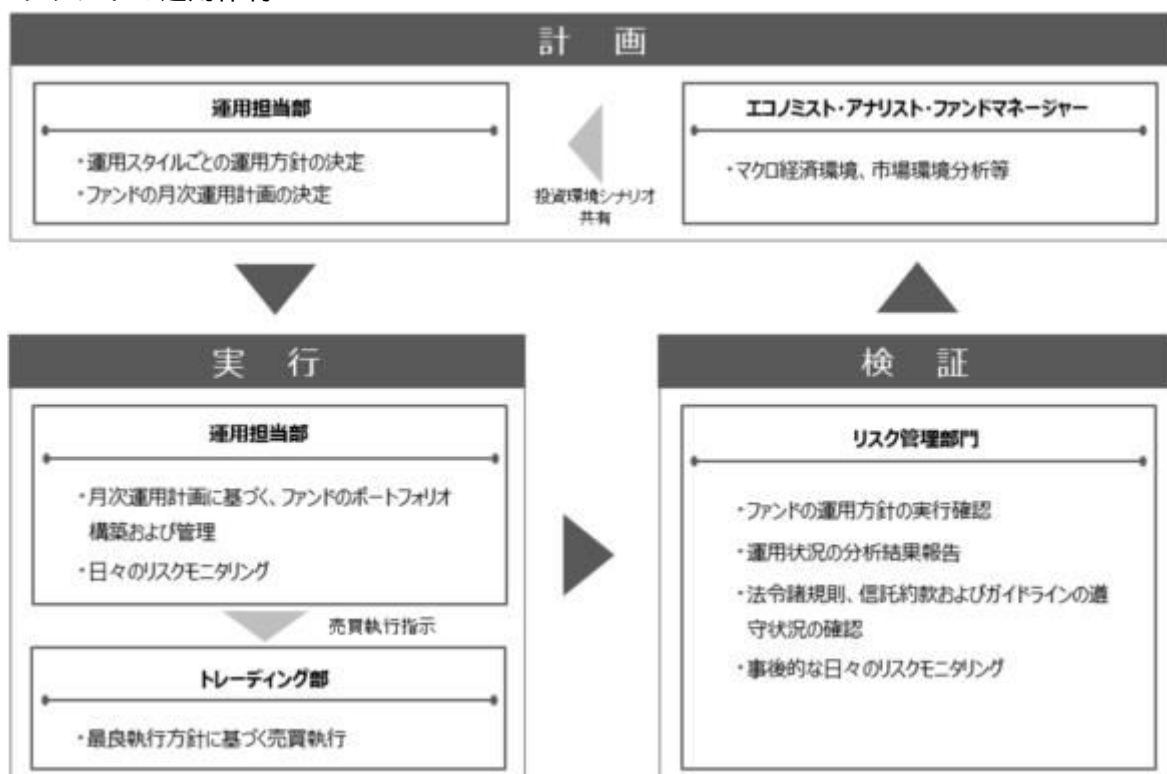 計 画
運用担当部
・運用スタイルごとの運用方針の決定
・ファンドの月次運用計画の決定
投資環境シナリオ
共有
エコノミスト・アナリスト・ファンドマネージャー
・マクロ経済環境、市場環境分析等
実 行
運用担当部
・月次運用計画に基づく、ファンドのポートフォリオ
構築および管理
・日々のリスクモニタリング
売買執行指示
トレーディング部
・最良執行方針に基づく売買執行
検 証
リスク管理部門
・ファンドの運用方針の実行確認
・運用状況の分析結果報告
・法令諸規則、信託約款およびガイドラインの遵
守状況の確認
・事後的な日々のリスクモニタリング